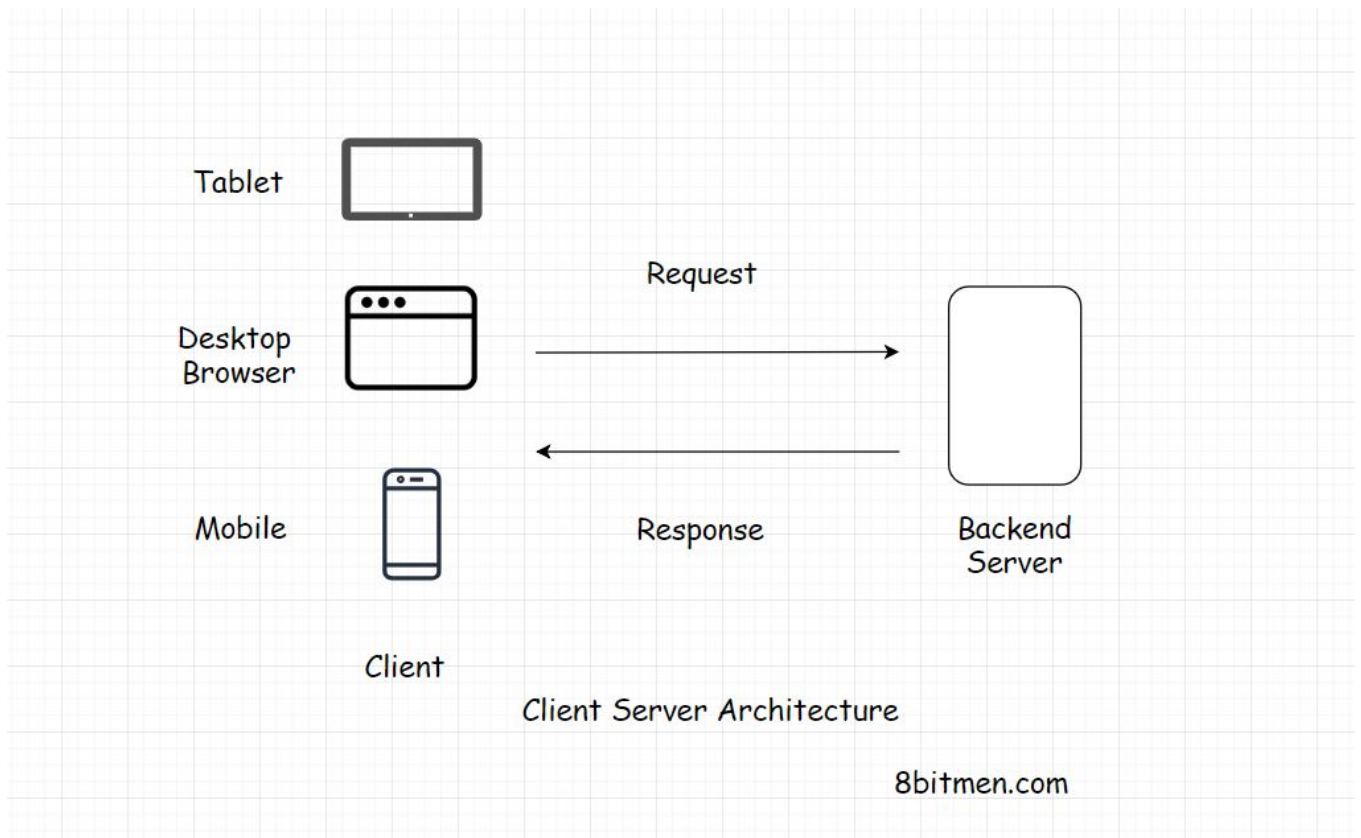 Tablet
Request
Desktop
Browser
Mobile
Response
Backend
Server
Client
Client Server Architecture
8bitmen.com